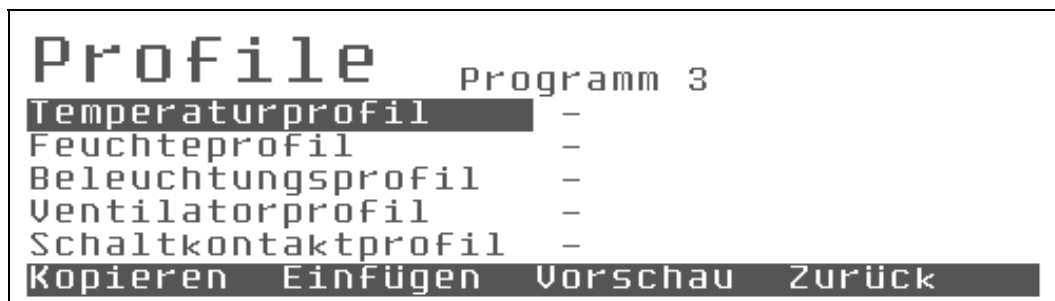 Profile Programm 3
Temperaturprofil –
Feuchteprofil –
Beleuchtungsprofil –
Ventilatorprofil –
Schaltkontaktprofil –
Kopieren Einfügen Vorschau Zurück